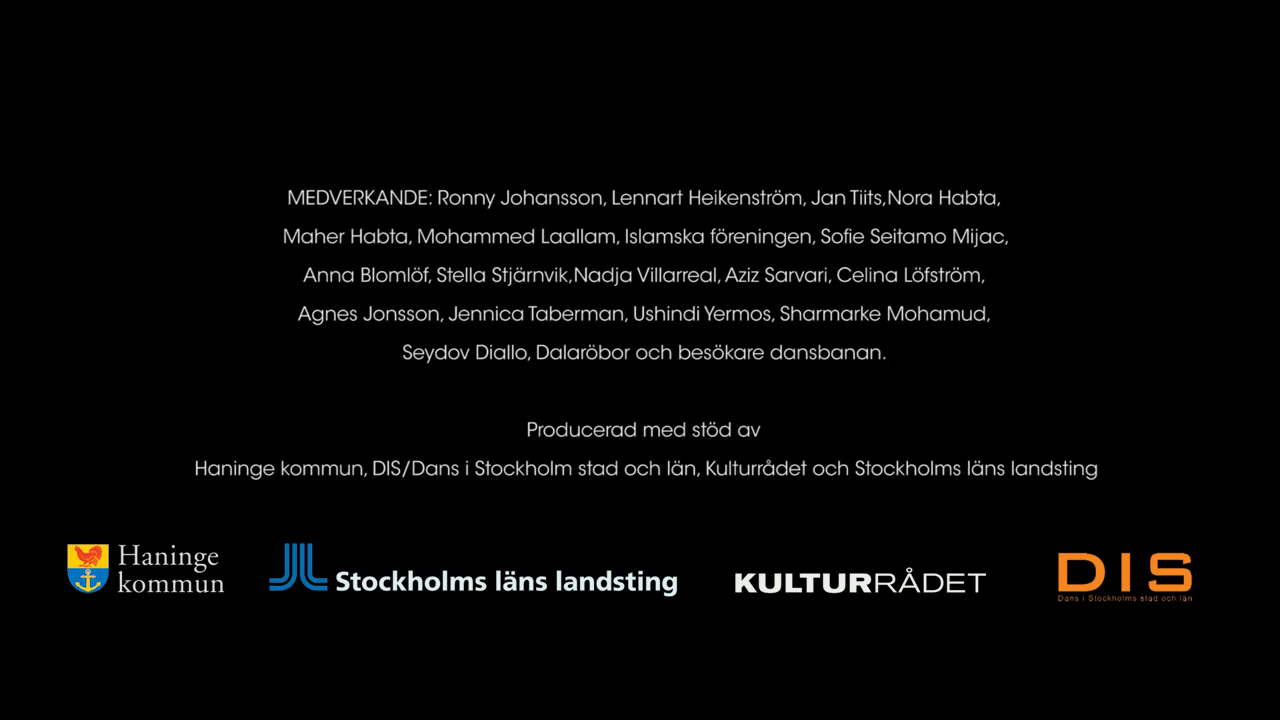 MEDVERKANDE: Ronny Johansson, Lennart Heikenström, Jan Tiits,Nora Habta,
Maher Habta, Mohammed Laallam, Islamska föreningen, Sofie Seitamo Mijac,
Anna Blomlöf, Stella Stjärnvik,Nadja Villarreal, Aziz Sarvari, Celina Löfström,
Agnes Jonsson, Jennica Taberman, Ushindi Yermos, Sharmarke Mohamud,
Seydov Diallo, Dalaröbor och besökare dansbanan.
Producerad med stöd av
Haninge kommun, DIS/Dans i Stockholm stad och län, Kulturrådet och Stockholms läns landsting
Haninge
kommun
Stockholms läns landsting
KULTURRÅDET
DIS
Dans i Stockholms stad och län